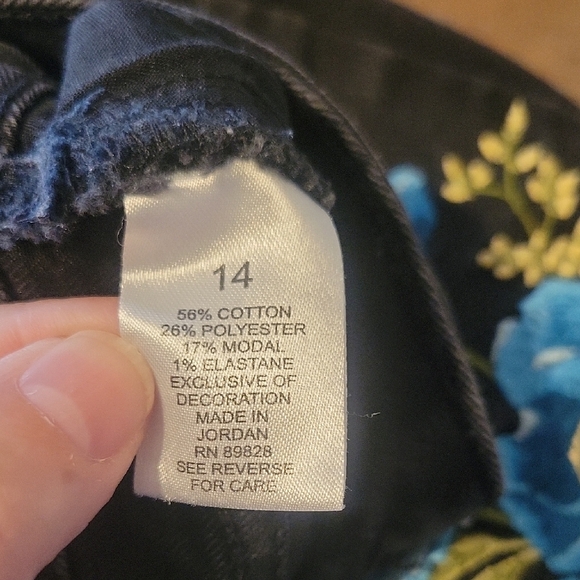 14
56% COTTON
26% POLYESTER
17% MODAL
1% ELASTANE
EXCLUSIVE OF
DECORATION
MADE IN
JORDAN
RN 89828
SEE REVERSE
FOR CARE